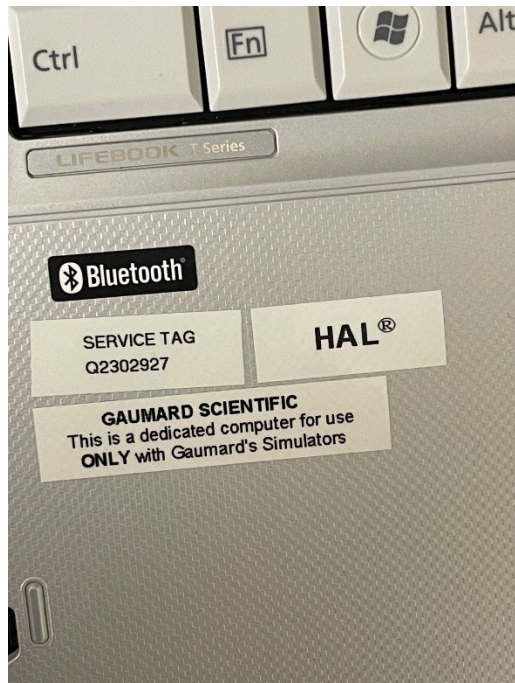 Ctrl
Fn
Alt
LIFEBOOK T Series
Bluetooth®
SERVICE TAG
Q2302927
HAL®
GAUMARD SCIENTIFIC
This is a dedicated computer for use
ONLY with Gaumard's Simulators